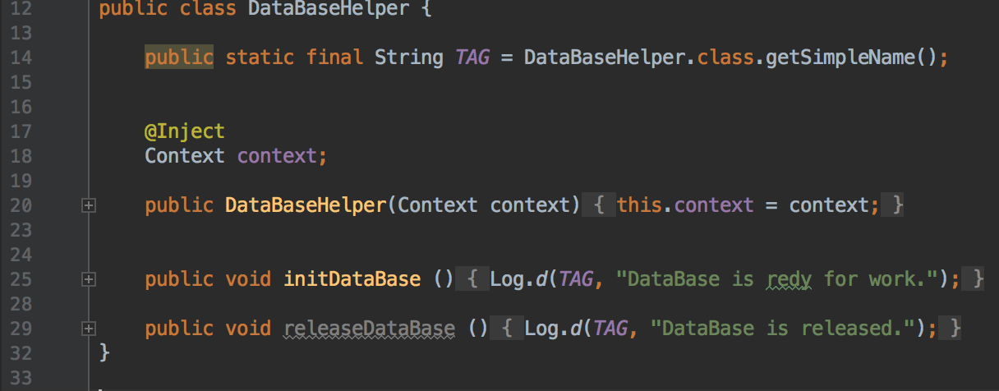 12 public class DataBaseHelper {
13
14 public static final String TAG = DataBaseHelper.class.getSimpleName();
15
16
17 @Inject
18 Context context;
19
20 public DataBaseHelper(Context context) { this.context = context; }
23
24
25 public void initDataBase () { Log.d(TAG, "DataBase is redy for work."); }
28
29 public void releaseDataBase () { Log.d(TAG, "DataBase is released."); }
32 }
33